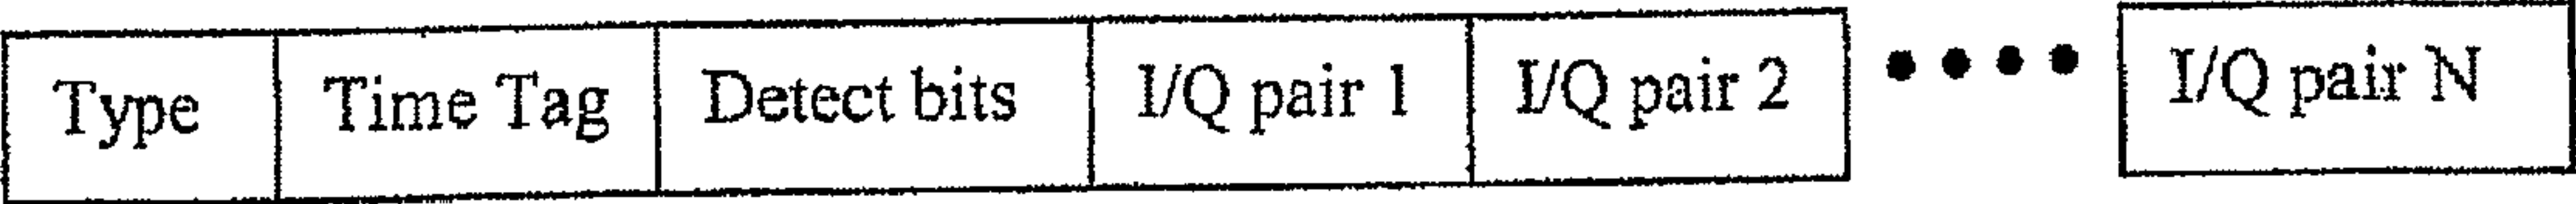 Type Time Tag Detect bits I/Q pair 1 I/Q pair 2 I/Q pair N